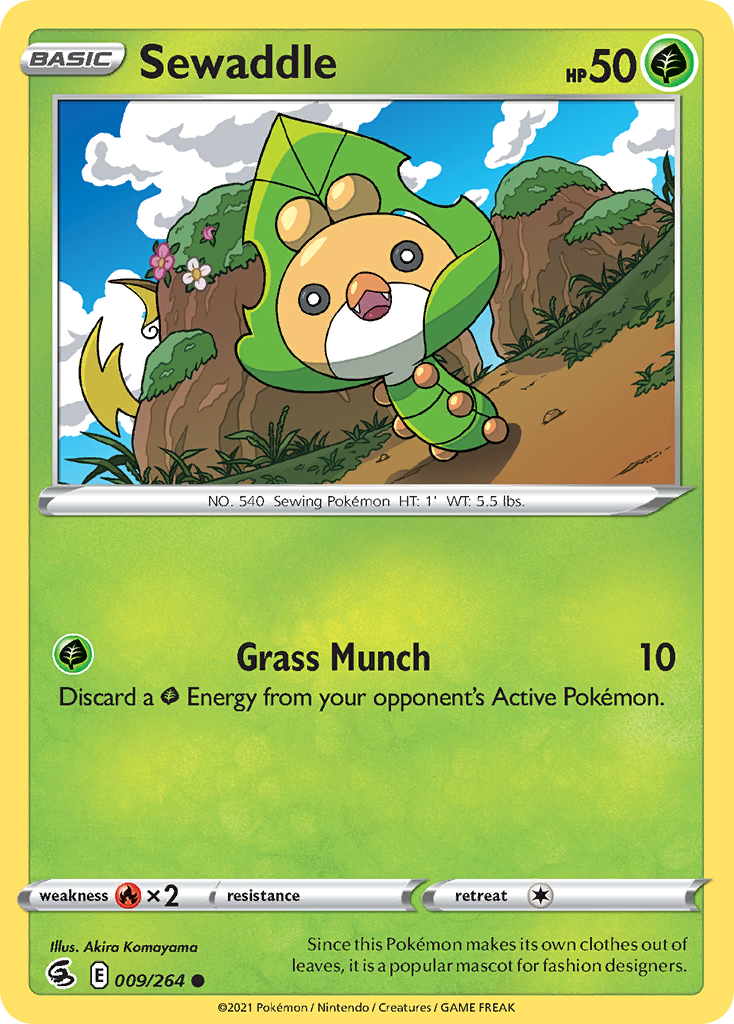 BASIC Sewaddle HP 50
NO. 540 Sewing Pokémon HT: 1' WT: 5.5 lbs.
Grass Munch 10
Discard a Energy from your opponent's Active Pokémon.
weakness ×2 resistance retreat
Illus. Akira Komayama
Since this Pokémon makes its own clothes out of
leaves, it is a popular mascot for fashion designers.
E 009/264
©2021 Pokémon / Nintendo / Creatures / GAME FREAK